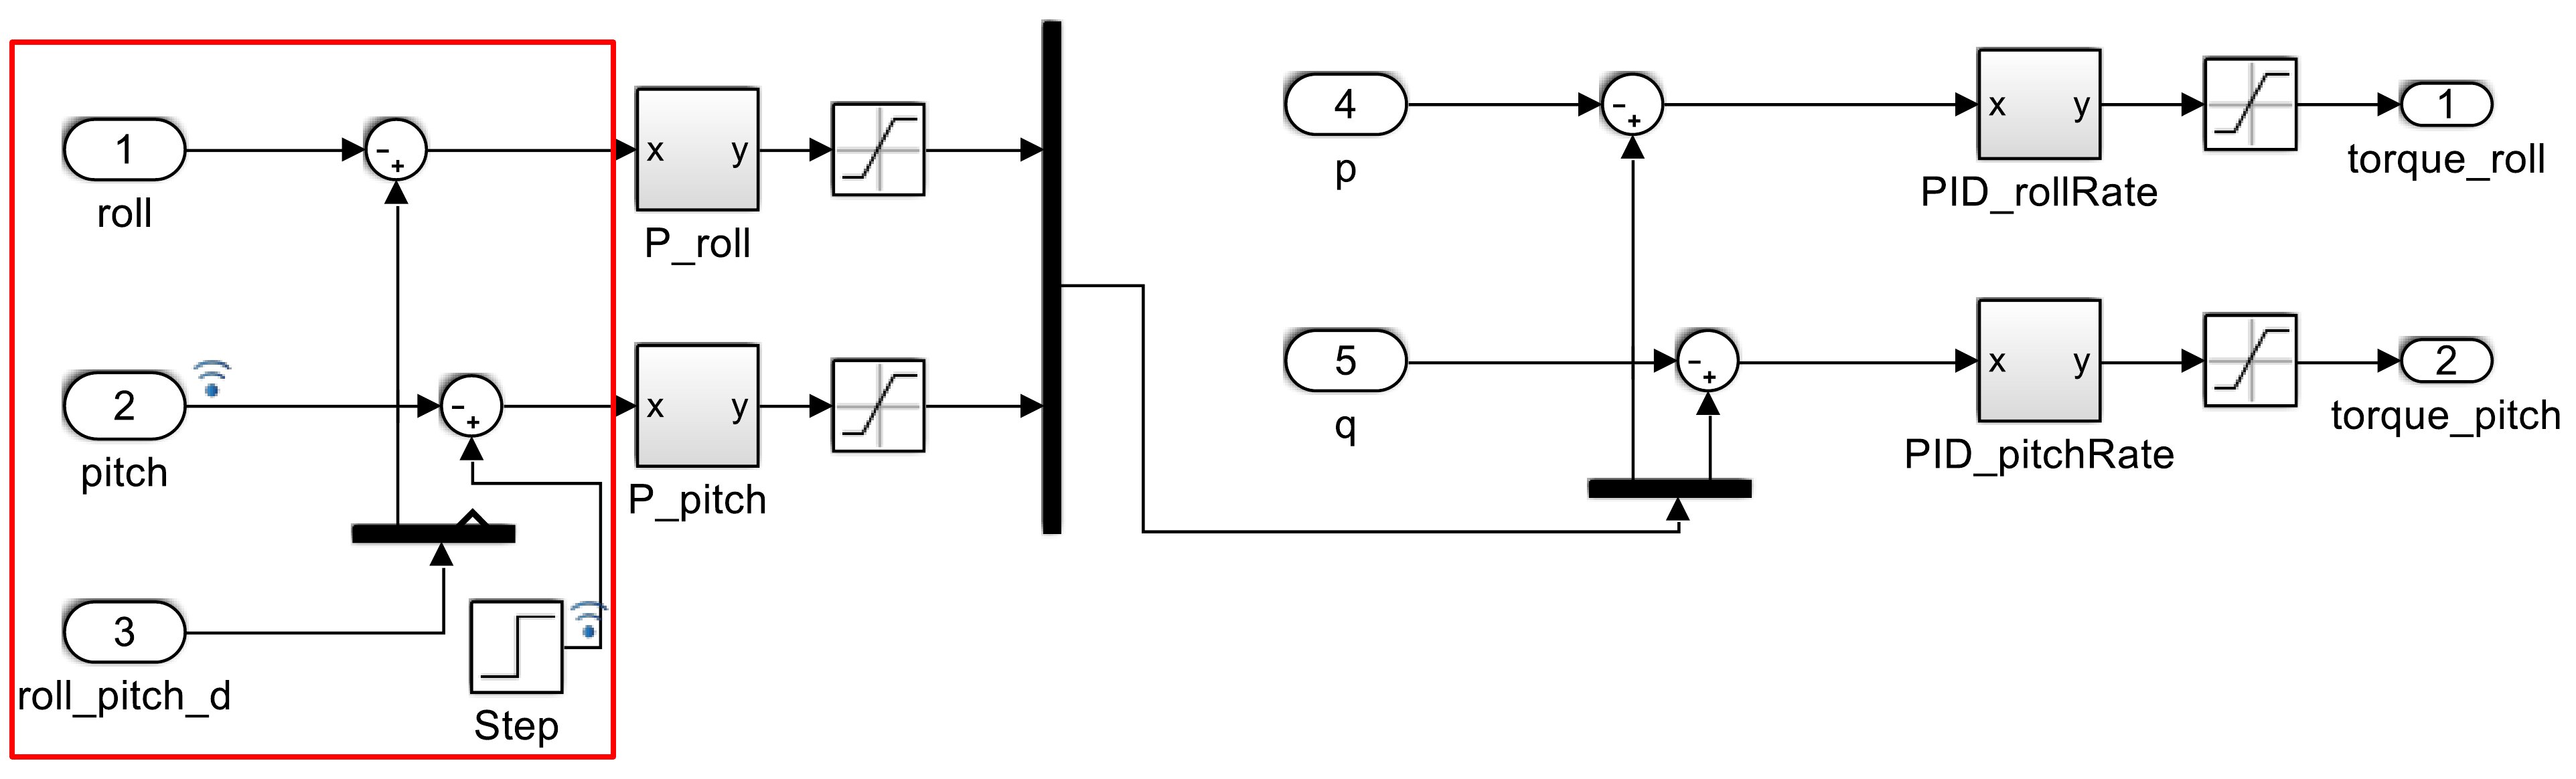 1
roll
-
+
x y
P_roll
2
pitch
-
+
x y
P_pitch
3
roll_pitch_d
Step
4
p
-
+
x y
PID_rollRate
1
torque_roll
5
q
-
+
x y
PID_pitchRate
2
torque_pitch